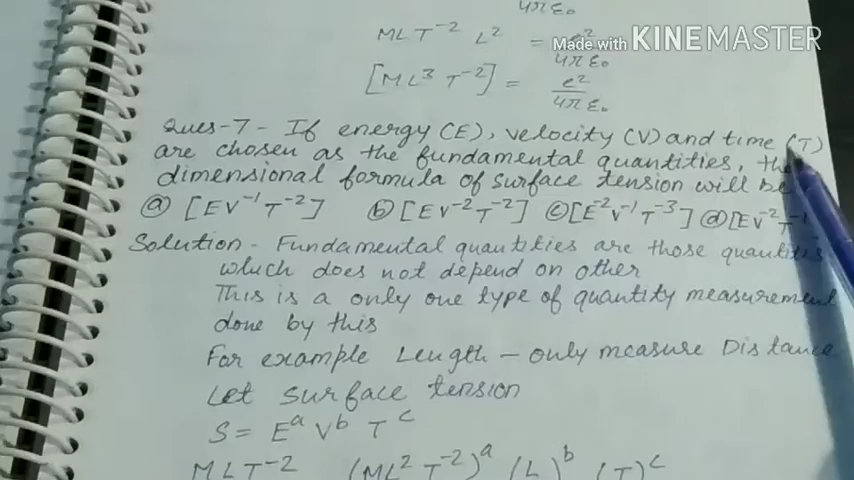 4πε₀
MLT⁻² L² = e²
Made with KINEMASTER
4πε₀
[ML³ T⁻²] = e²
4πε₀
Ques-7 - If energy (E), velocity (V) and time (T)
are chosen as the fundamental quantities, the
dimensional formula of surface tension will be
ⓐ [EV⁻¹T⁻²] ⓑ [EV⁻²T⁻²] ⓒ [E⁻²V⁻¹T⁻³] ⓓ [EV⁻²T⁻¹
Solution - Fundamental quantities are those quantities
which does not depend on other
This is a only one type of quantity measurement
done by this
For example Length - only measure Distance
Let surface tension
S = Eᵃ Vᵇ Tᶜ
MLT⁻² (ML²T⁻²)ᵃ (L)ᵇ (T)ᶜ